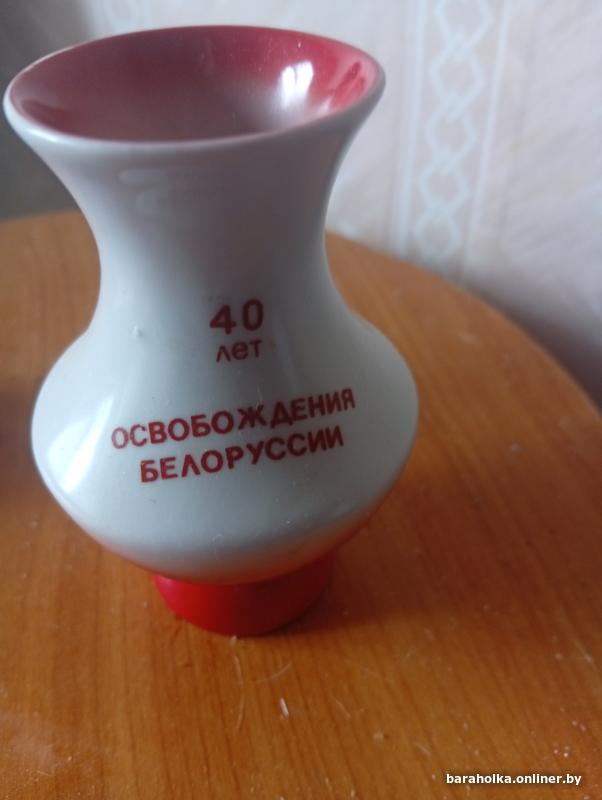 40
лет
ОСВОБОЖДЕНИЯ
БЕЛОРУССИИ
baraholka.onliner.by